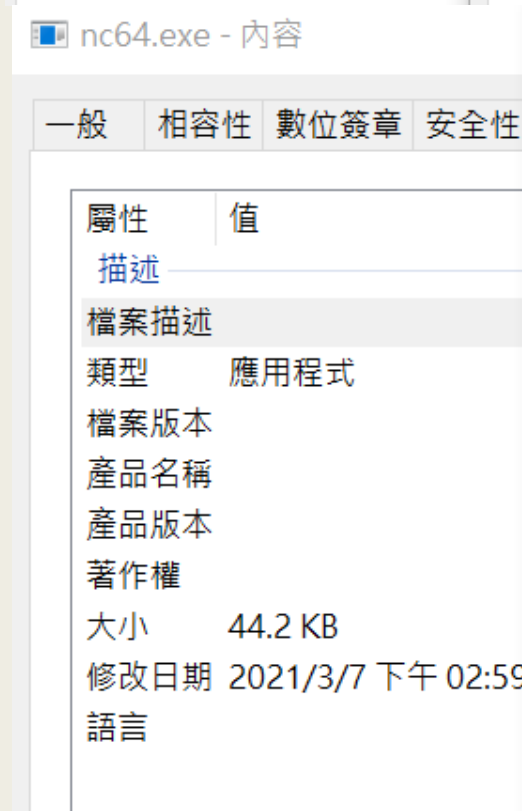 nc64.exe - 內容
一般 相容性 數位簽章 安全性
屬性 值
描述
檔案描述
類型 應用程式
檔案版本
產品名稱
產品版本
著作權
大小 44.2 KB
修改日期 2021/3/7 下午 02:59
語言